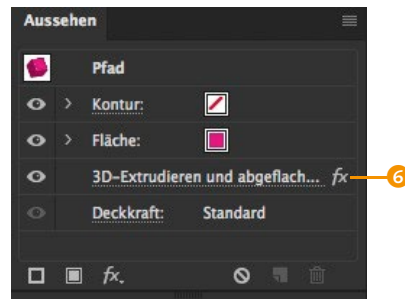 Aussehen
Pfad
Kontur:
Fläche:
3D-Extrudieren und abgeflach... fx
6
Deckkraft: Standard
fx.